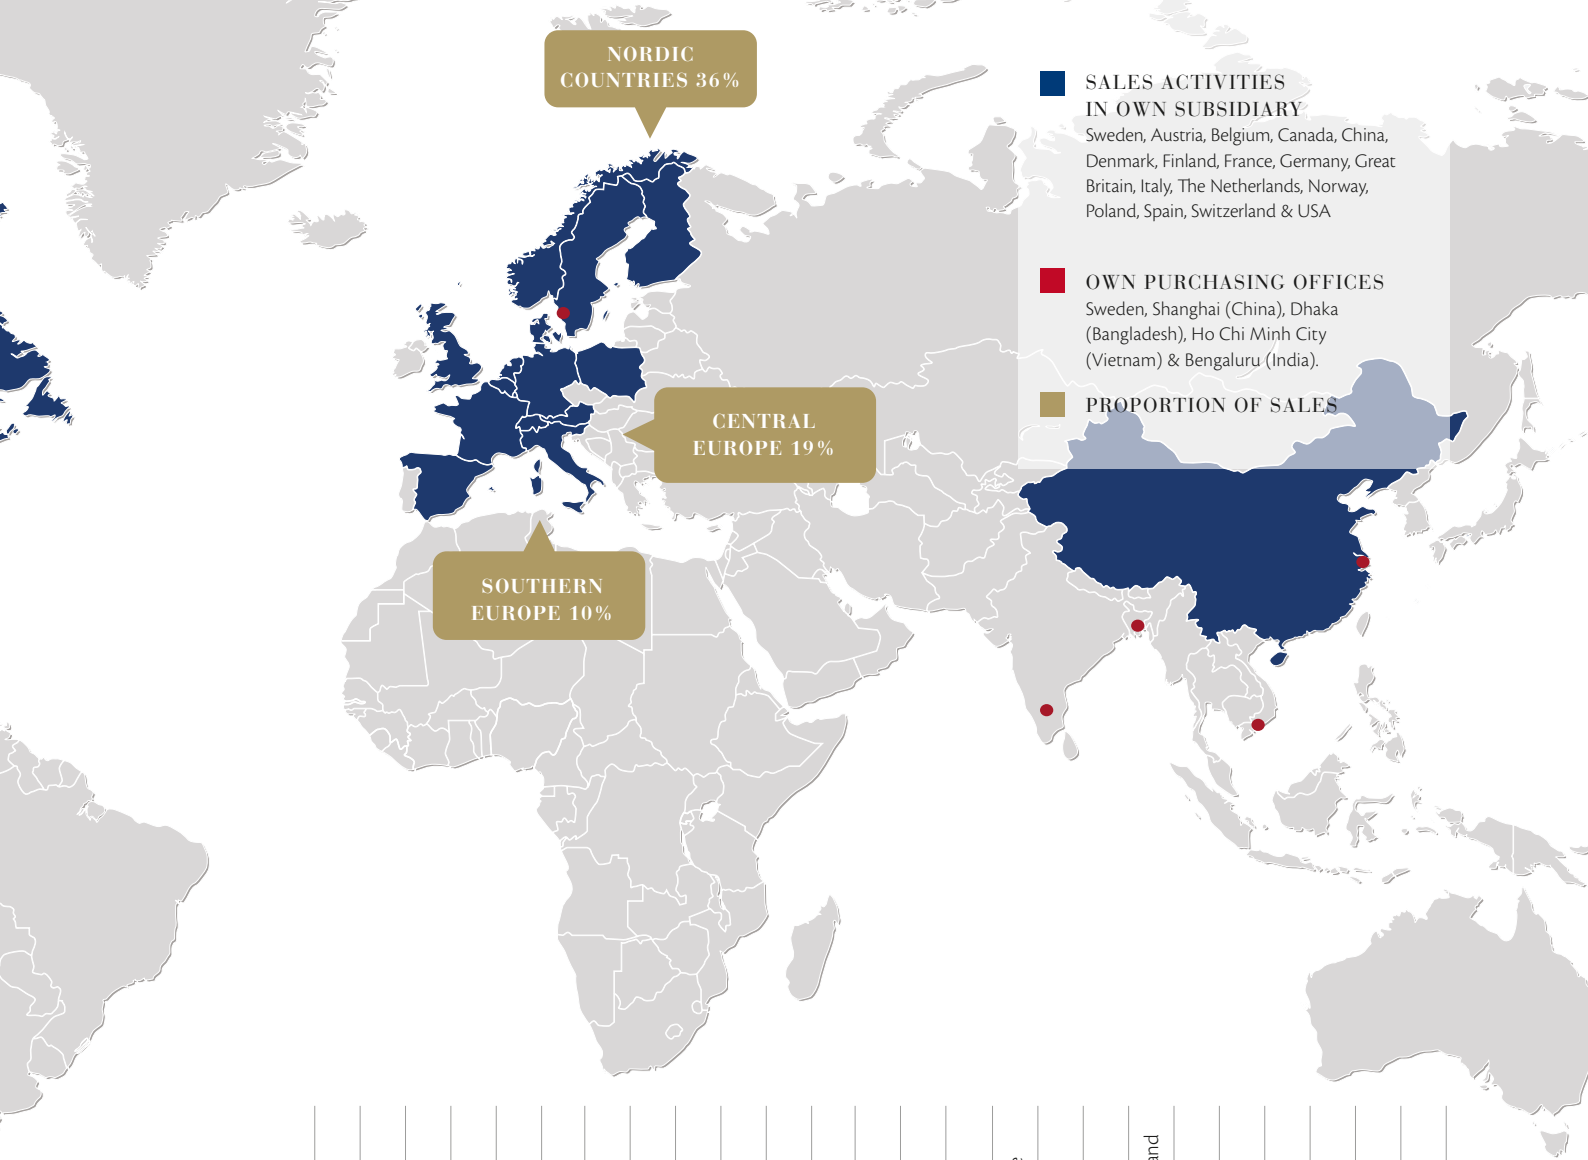 NORDIC
COUNTRIES 36%
SALES ACTIVITIES
IN OWN SUBSIDIARY
Sweden, Austria, Belgium, Canada, China,
Denmark, Finland, France, Germany, Great
Britain, Italy, The Netherlands, Norway,
Poland, Spain, Switzerland & USA
OWN PURCHASING OFFICES
Sweden, Shanghai (China), Dhaka
(Bangladesh), Ho Chi Minh City
(Vietnam) & Bengaluru (India).
PROPORTION OF SALES
CENTRAL
EUROPE 19%
SOUTHERN
EUROPE 10%
and